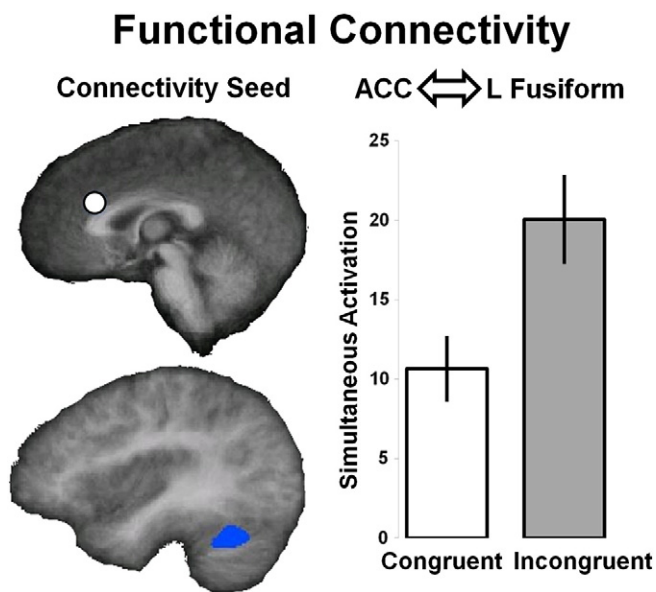 Functional Connectivity
Connectivity Seed
ACC L Fusiform
Simultaneous Activation
25
20
15
10
5
0
Congruent Incongruent